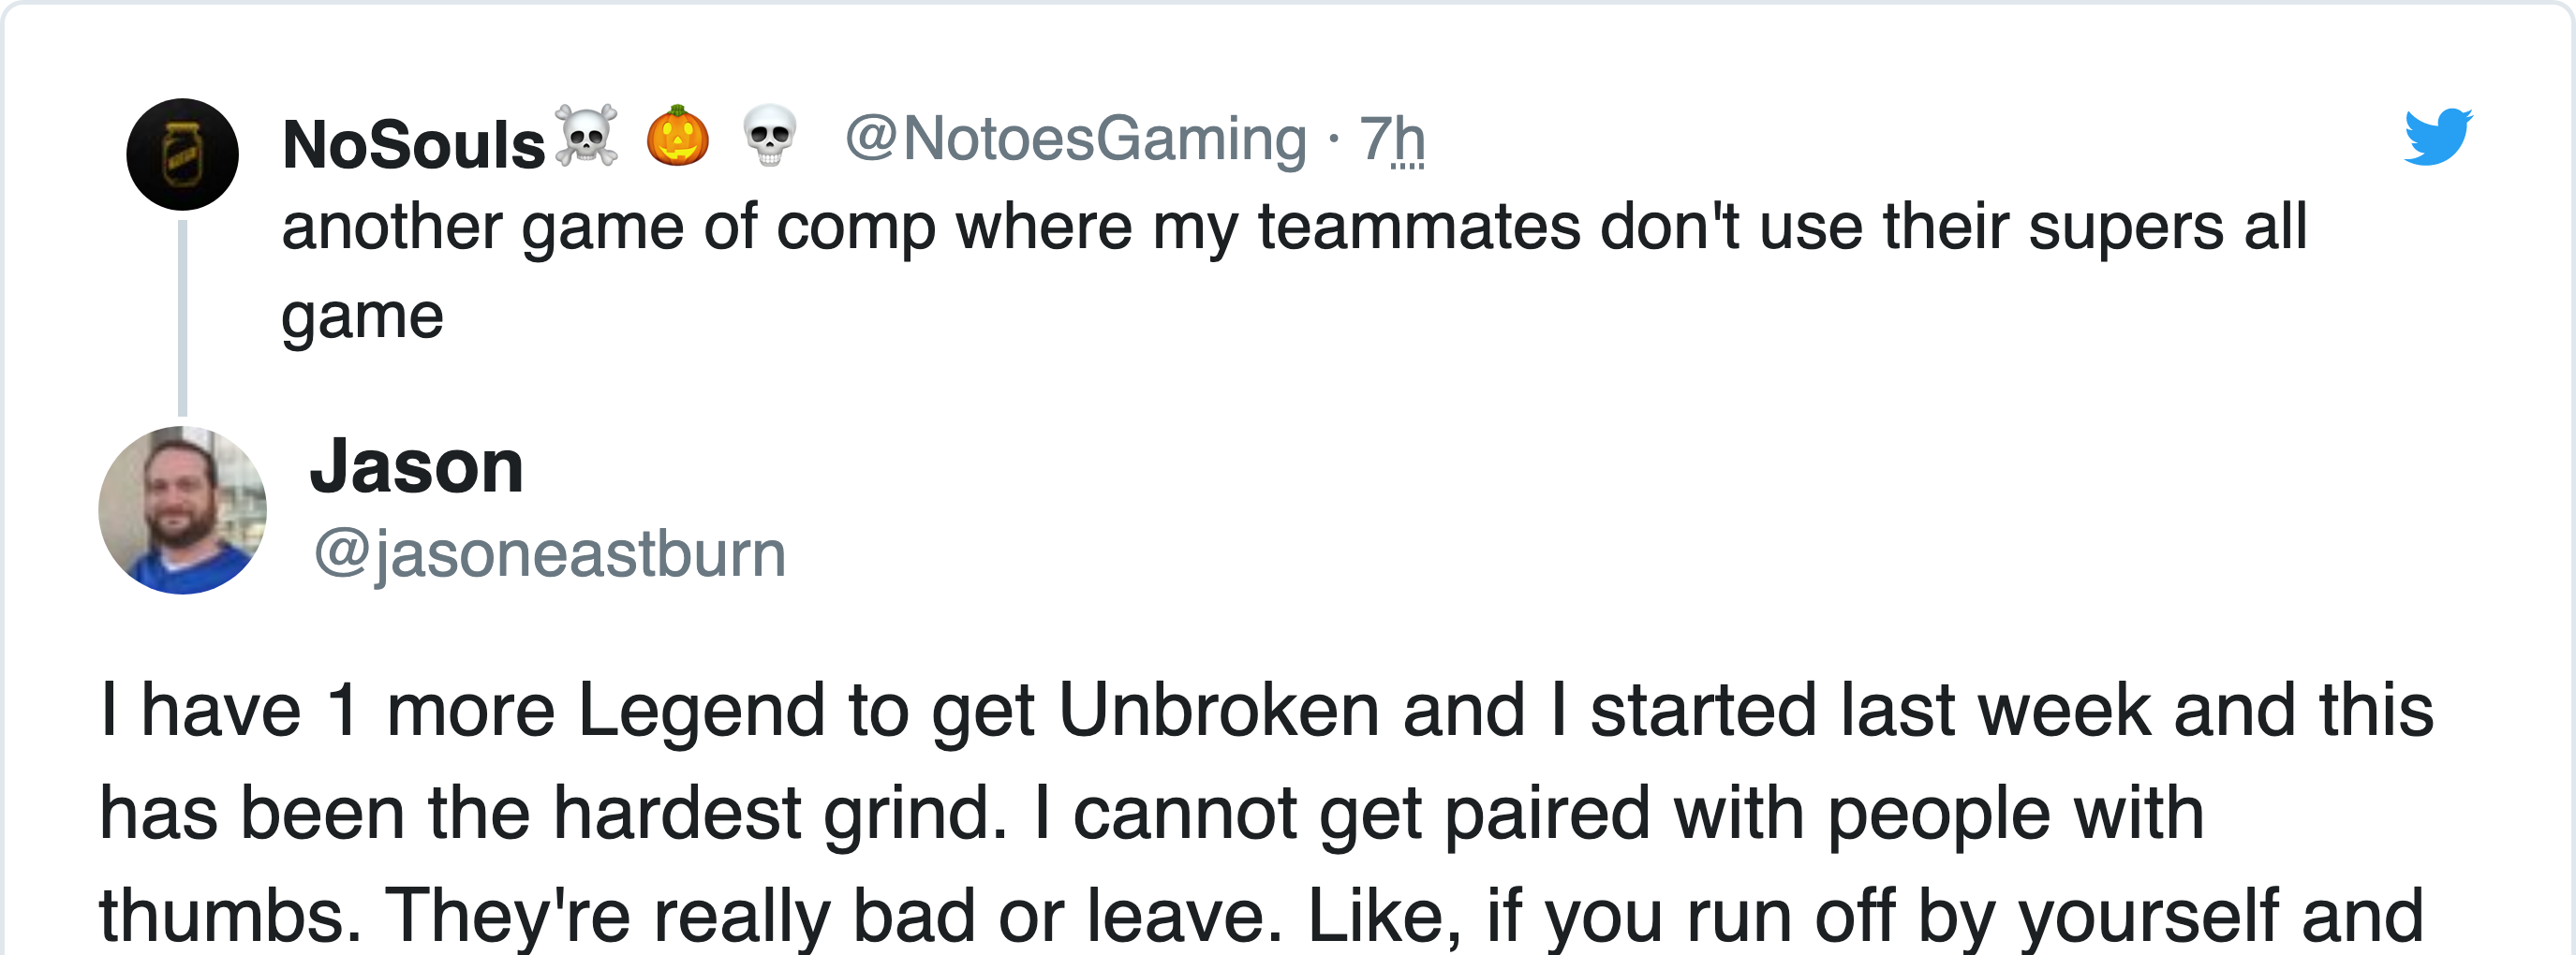 NoSouls☠️ 🎃 💀 @NotoesGaming · 7h
another game of comp where my teammates don't use their supers all
game
Jason
@jasoneastburn
I have 1 more Legend to get Unbroken and I started last week and this
has been the hardest grind. I cannot get paired with people with
thumbs. They're really bad or leave. Like, if you run off by yourself and